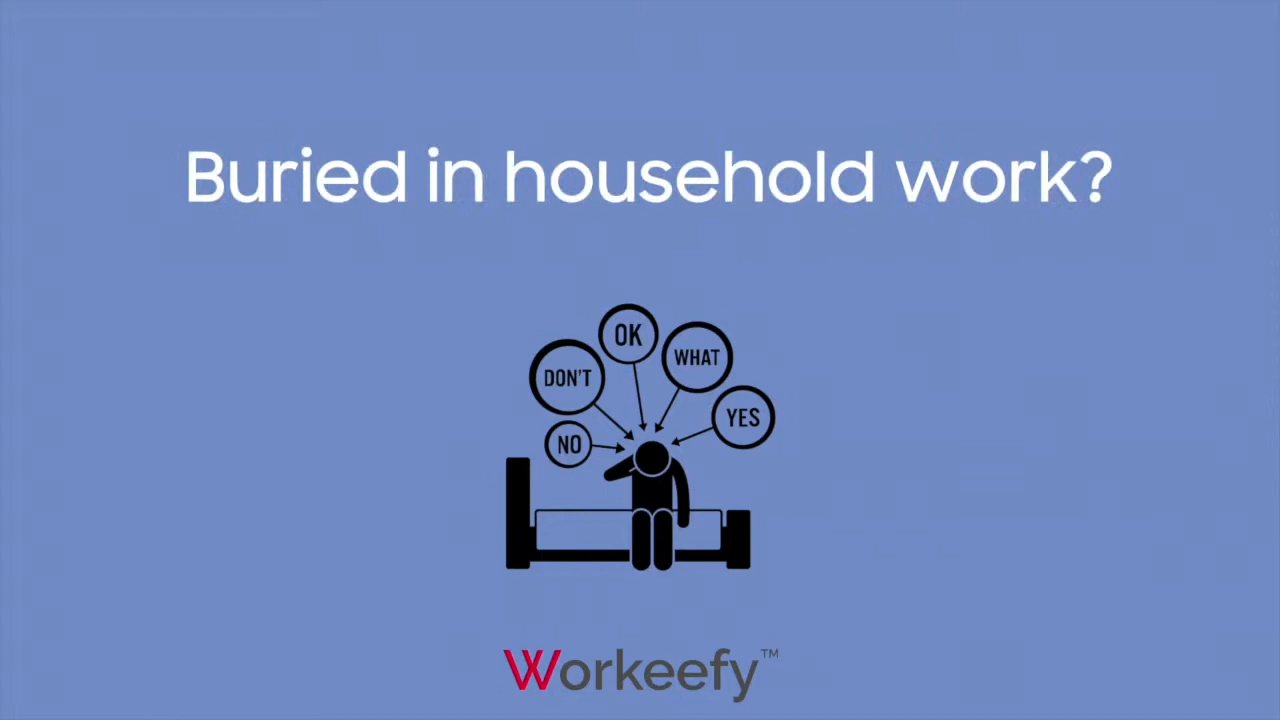 Buried in household work?
OK
WHAT
DON'T
YES
NO
Workeefy™